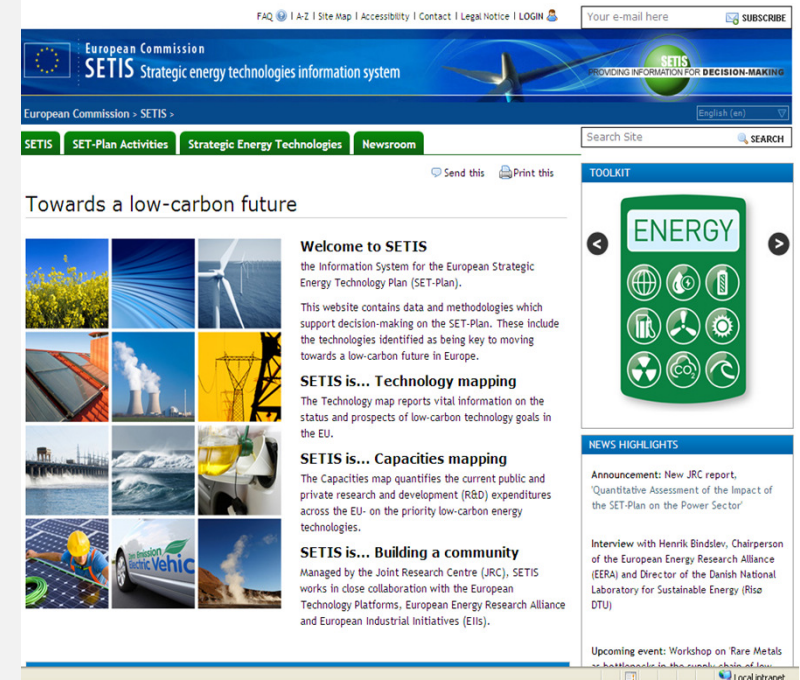 FAQ | A-Z | Site Map | Accessibility | Contact | Legal Notice | LOGIN
Your e-mail here
SUBSCRIBE
European Commission
SETIS Strategic energy technologies information system
SETIS
PROVIDING INFORMATION FOR DECISION-MAKING
European Commission > SETIS >
English (en)
SETIS
SET-Plan Activities
Strategic Energy Technologies
Newsroom
Search Site
SEARCH
Send this
Print this
Towards a low-carbon future
Welcome to SETIS
the Information System for the European Strategic
Energy Technology Plan (SET-Plan).
This website contains data and methodologies which
support decision-making on the SET-Plan. These include
the technologies identified as being key to moving
towards a low-carbon future in Europe.
SETIS is... Technology mapping
The Technology map reports vital information on the
status and prospects of low-carbon technology goals in
the EU.
SETIS is... Capacities mapping
The Capacities map quantifies the current public and
private research and development (R&D) expenditures
across the EU- on the priority low-carbon energy
technologies.
SETIS is... Building a community
Managed by the Joint Research Centre (JRC), SETIS
works in close collaboration with the European
Technology Platforms, European Energy Research Alliance
and European Industrial Initiatives (EIIs).
Zero Emission
Electric Vehic
TOOLKIT
ENERGY
CO2
NEWS HIGHLIGHTS
Announcement: New JRC report,
'Quantitative Assessment of the Impact of
the SET-Plan on the Power Sector'
Interview with Henrik Bindslev, Chairperson
of the European Energy Research Alliance
(EERA) and Director of the Danish National
Laboratory for Sustainable Energy (Risø
DTU)
Upcoming event: Workshop on 'Rare Metals
as bottlenecks in the supply chain of low
Local intranet